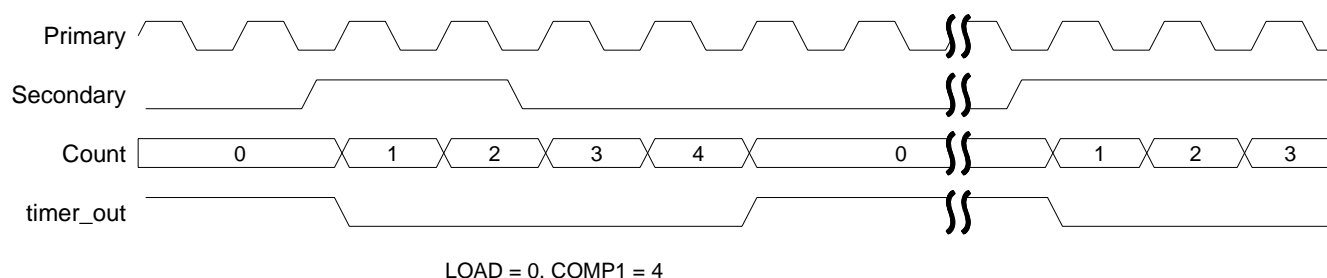 Primary
Secondary
Count 0 1 2 3 4 0 1 2 3
timer_out
LOAD = 0, COMP1 = 4